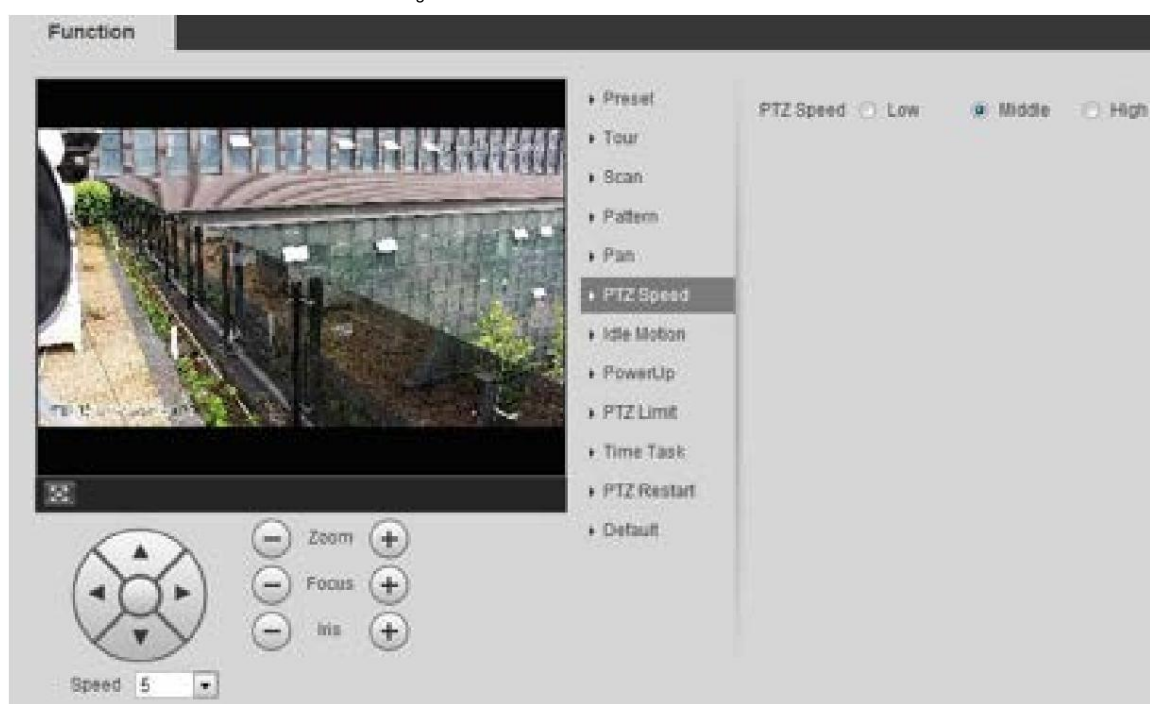 Function
Preset
Tour
Scan
Pattern
Pan
PTZ Speed
Idle Motion
PowerUp
PTZ Limit
Time Task
PTZ Restart
Default
PTZ Speed Low Middle High
Zoom
Focus
Iris
Speed 5